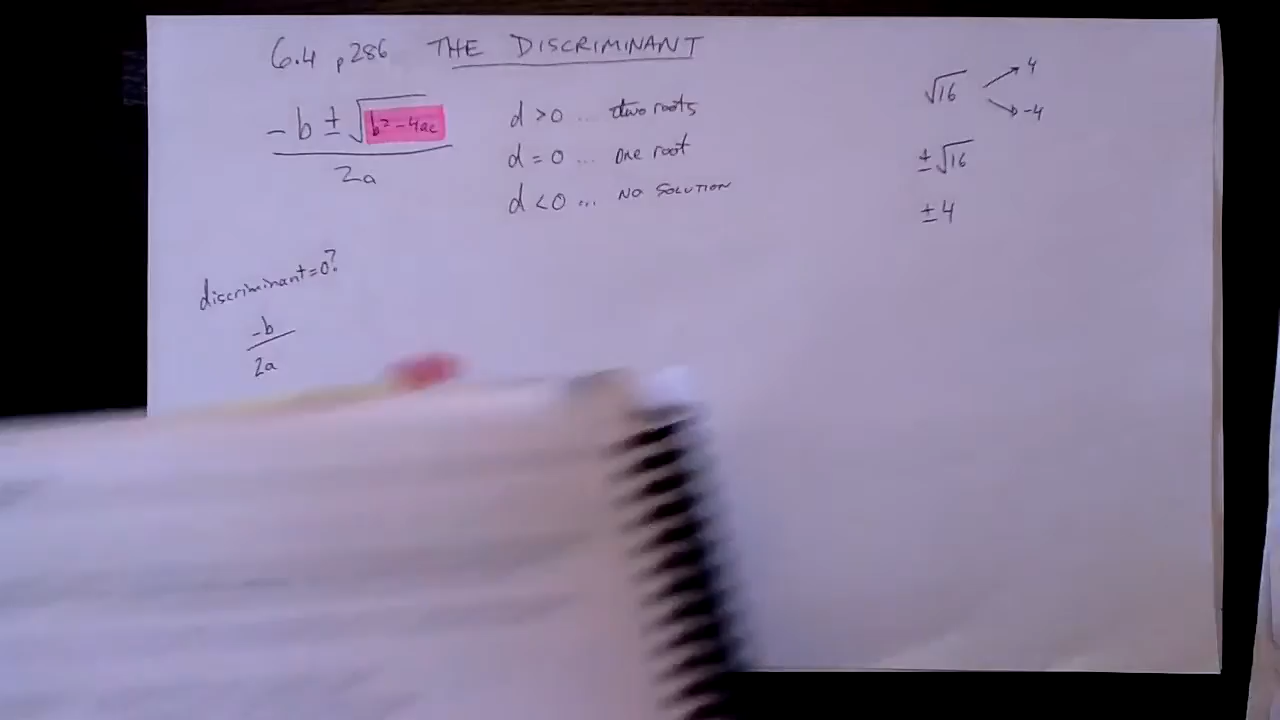 6.4 p286 THE DISCRIMINANT
-b ± √b² - 4ac
2a
d > 0 ... two roots
d = 0 ... one root
d < 0 ... NO SOLUTION
√16 4
-4
± √16
± 4
discriminant = 0?
-b
2a